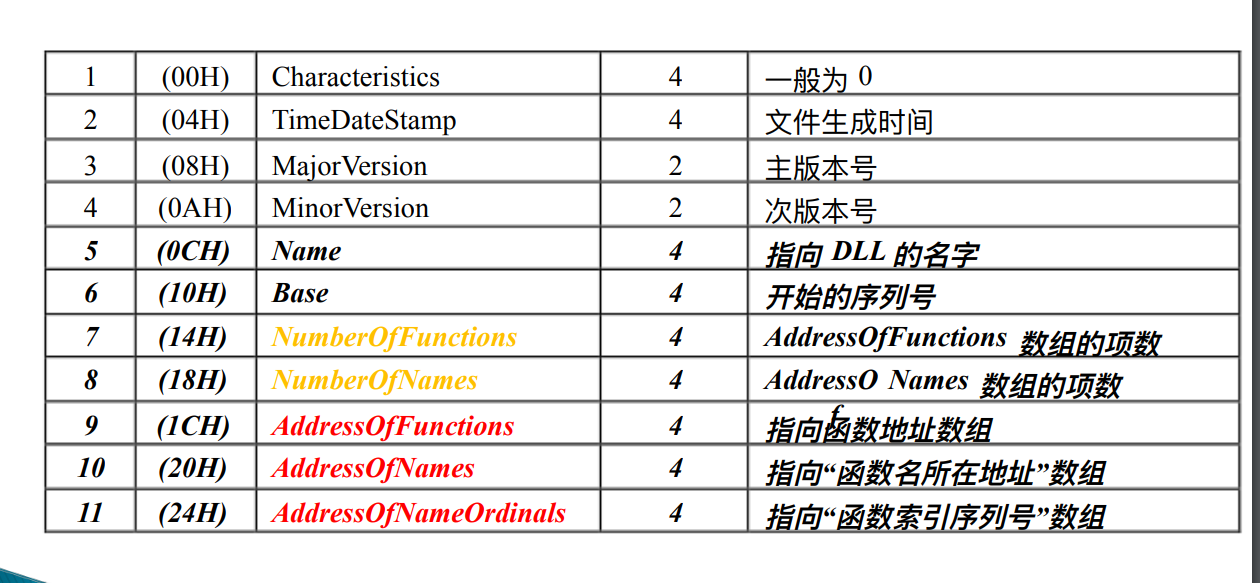 1 (00H) Characteristics 4 一般为 0
2 (04H) TimeDateStamp 4 文件生成时间
3 (08H) MajorVersion 2 主版本号
4 (0AH) MinorVersion 2 次版本号
5 (0CH) Name 4 指向 DLL 的名字
6 (10H) Base 4 开始的序列号
7 (14H) NumberOfFunctions 4 AddressOfFunctions 数组的项数
8 (18H) NumberOfNames 4 AddressO Names 数组的项数
f
9 (1CH) AddressOfFunctions 4 指向函数地址数组
10 (20H) AddressOfNames 4 指向“函数名所在地址”数组
11 (24H) AddressOfNameOrdinals 4 指向“函数索引序列号”数组